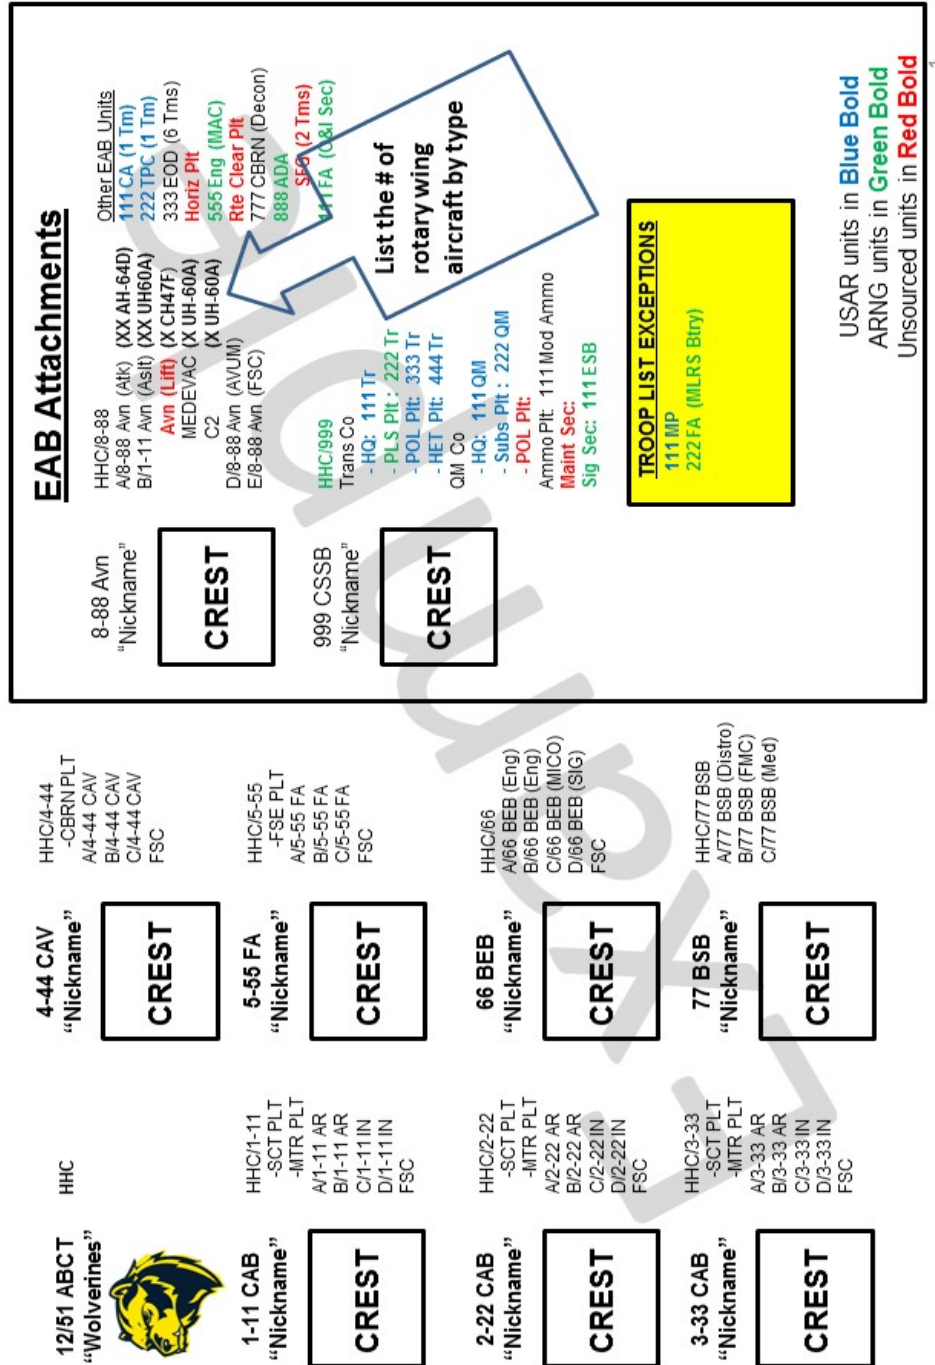 12/51 ABCT
“Wolverines”
HHC
1-11 CAB
“Nickname”
CREST
HHC/1-11
-SCT PLT
-MTR PLT
A/1-11 AR
B/1-11 AR
C/1-11 IN
D/1-11 IN
FSC
2-22 CAB
“Nickname”
CREST
HHC/2-22
-SCT PLT
-MTR PLT
A/2-22 AR
B/2-22 AR
C/2-22 IN
D/2-22 IN
FSC
3-33 CAB
“Nickname”
CREST
HHC/3-33
-SCT PLT
-MTR PLT
A/3-33 AR
B/3-33 AR
C/3-33 IN
D/3-33 IN
FSC
4-44 CAV
“Nickname”
CREST
HHC/4-44
-CBRN PLT
A/4-44 CAV
B/4-44 CAV
C/4-44 CAV
FSC
5-55 FA
“Nickname”
CREST
HHC/5-55
-FSE PLT
A/5-55 FA
B/5-55 FA
C/5-55 FA
FSC
66 BEB
“Nickname”
CREST
HHC/66
A/66 BEB (Eng)
B/66 BEB (Eng)
C/66 BEB (MICO)
D/66 BEB (SIG)
FSC
77 BSB
“Nickname”
CREST
HHC/77 BSB
A/77 BSB (Distro)
B/77 BSB (FMC)
C/77 BSB (Med)
EAB Attachments
8-88 Avn
“Nickname”
CREST
HHC/8-88
A/8-88 Avn (Atk) (XX AH-64D)
B/1-11 Avn (Aslt) (XX UH60A)
Avn (Lift) (X CH47F)
MEDEVAC (X UH-60A)
C2 (X UH-60A)
D/8-88 Avn (AVUM)
E/8-88 Avn (FSC)
999 CSSB
“Nickname”
CREST
HHC/999
Trans Co
- HQ: 111 Tr
- PLS Plt : 222 Tr
- POL Plt: 333 Tr
- HET Plt: 444 Tr
QM Co
- HQ: 111 QM
- Subs Plt : 222 QM
- POL Plt:
Ammo Plt: 111 Mod Ammo
Maint Sec:
Sig Sec: 111 ESB
Other EAB Units
111 CA (1 Tm)
222 TPC (1 Tm)
333 EOD (6 Tms)
Horiz Plt
555 Eng (MAC)
Rte Clear Plt
777 CBRN (Decon)
888 ADA
SFG (2 Tms)
111 FA (C&I Sec)
List the # of
rotary wing
aircraft by type
TROOP LIST EXCEPTIONS
111 MP
222 FA (MLRS Btry)
USAR units in Blue Bold
ARNG units in Green Bold
Unsourced units in Red Bold
1
Example